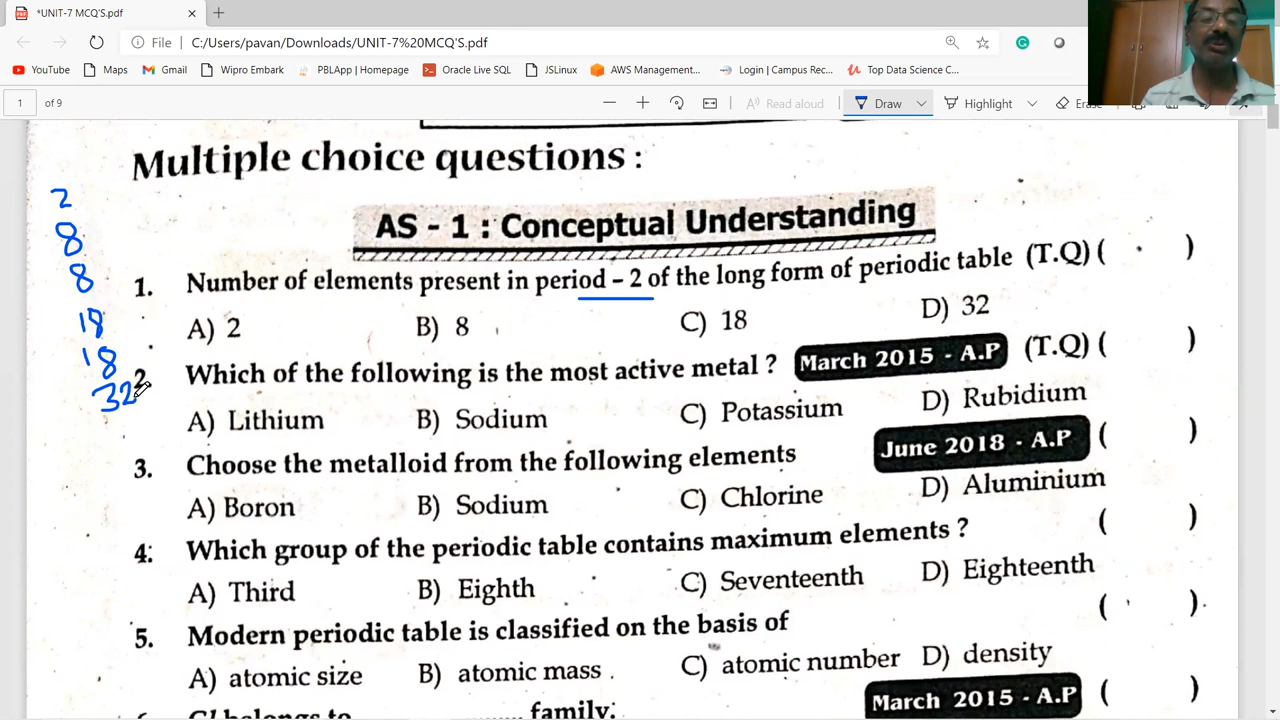 *UNIT-7 MCQ'S.pdf
File C:/Users/pavan/Downloads/UNIT-7%20MCQ'S.pdf
YouTube Maps Gmail Wipro Embark PBLApp | Homepage Oracle Live SQL JSLinux AWS Management... Login | Campus Rec... Top Data Science C...
1 of 9 Read aloud Draw Highlight Erase
Multiple choice questions :
2
8
8
18
18
32
AS - 1 : Conceptual Understanding
1. Number of elements present in period – 2 of the long form of periodic table (T.Q) ( )
A) 2 B) 8 C) 18 D) 32
2. Which of the following is the most active metal ? March 2015 - A.P (T.Q) ( )
A) Lithium B) Sodium C) Potassium D) Rubidium
3. Choose the metalloid from the following elements June 2018 - A.P ( )
A) Boron B) Sodium C) Chlorine D) Aluminium
4. Which group of the periodic table contains maximum elements ? ( )
A) Third B) Eighth C) Seventeenth D) Eighteenth
5. Modern periodic table is classified on the basis of ( )
A) atomic size B) atomic mass C) atomic number D) density
family. March 2015 - A.P ( )